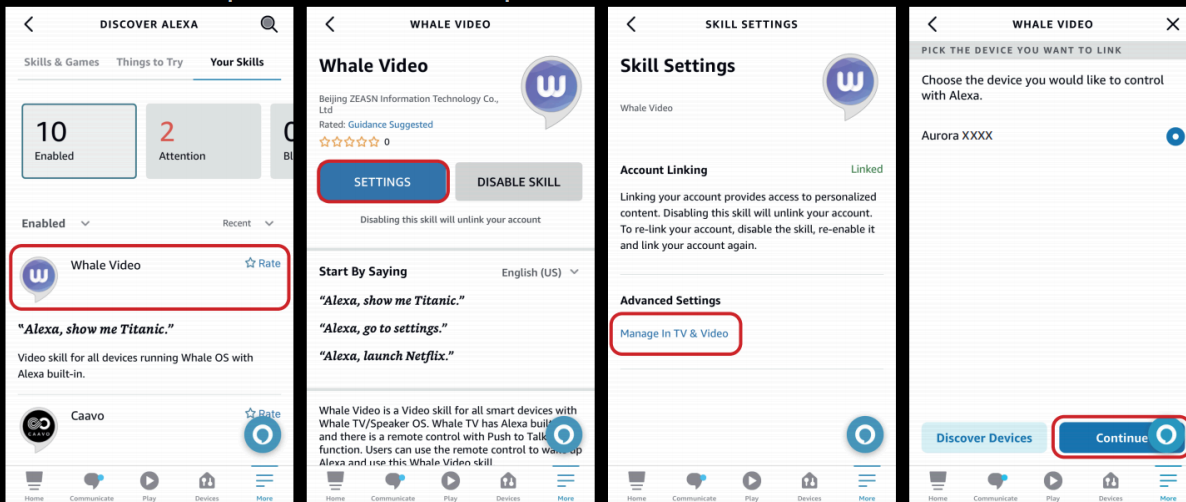 DISCOVER ALEXA
Skills & Games Things to Try Your Skills
10
Enabled
2
Attention
Enabled
Recent
Whale Video
Rate
"Alexa, show me Titanic."
Video skill for all devices running Whale OS with
Alexa built-in.
CAAVO
Caavo
Rate
Home Communicate Play Devices More
WHALE VIDEO
Whale Video
Beijing ZEASN Information Technology Co.,
Ltd
Rated: Guidance Suggested
0
SETTINGS
DISABLE SKILL
Disabling this skill will unlink your account
Start By Saying
English (US)
"Alexa, show me Titanic."
"Alexa, go to settings."
"Alexa, launch Netflix."
Whale Video is a Video skill for all smart devices with
Whale TV/Speaker OS. Whale TV has Alexa
and there is a remote control with Push to Talk
function. Users can use the remote control to up
Alexa and use this Whale Video skill
Home Communicate Play Devices More
SKILL SETTINGS
Skill Settings
Whale Video
Account Linking
Linked
Linking your account provides access to personalized
content. Disabling this skill will unlink your account.
To re-link your account, disable the skill, re-enable it
and link your account again.
Advanced Settings
Manage In TV & Video
Home Communicate Play Devices More
WHALE VIDEO
PICK THE DEVICE YOU WANT TO LINK
Choose the device you would like to control
with Alexa.
Aurora XXXX
Discover Devices
Continue
Home Communicate Play Devices More